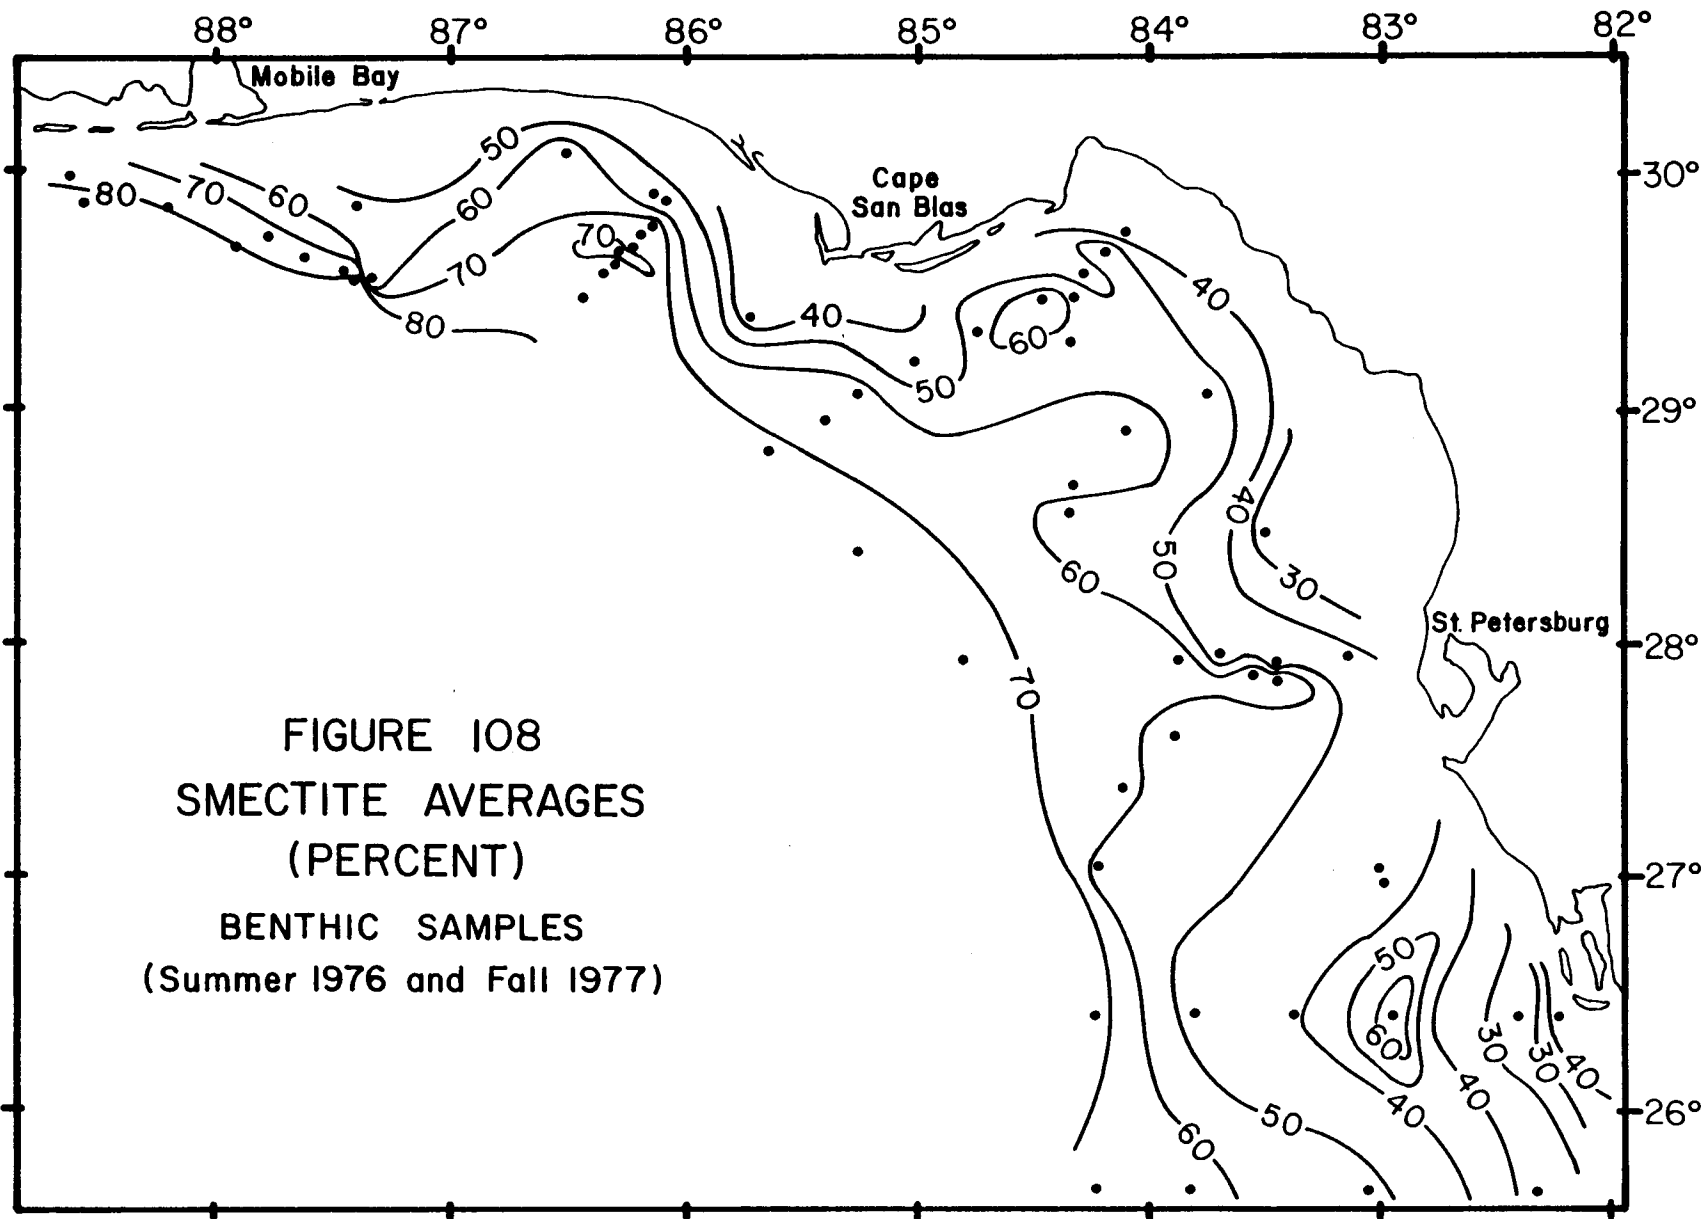 88° 87° 86° 85° 84° 83° 82°
Mobile Bay
50
30°
80 70 60
60
Cape
San Blas
70
70
40
80
40
60
50
29°
40
50
60
30
St. Petersburg
28°
70
FIGURE 108
SMECTITE AVERAGES
(PERCENT)
27°
BENTHIC SAMPLES
(Summer 1976 and Fall 1977)
50
60
30
30
40
40
40
50
60
26°